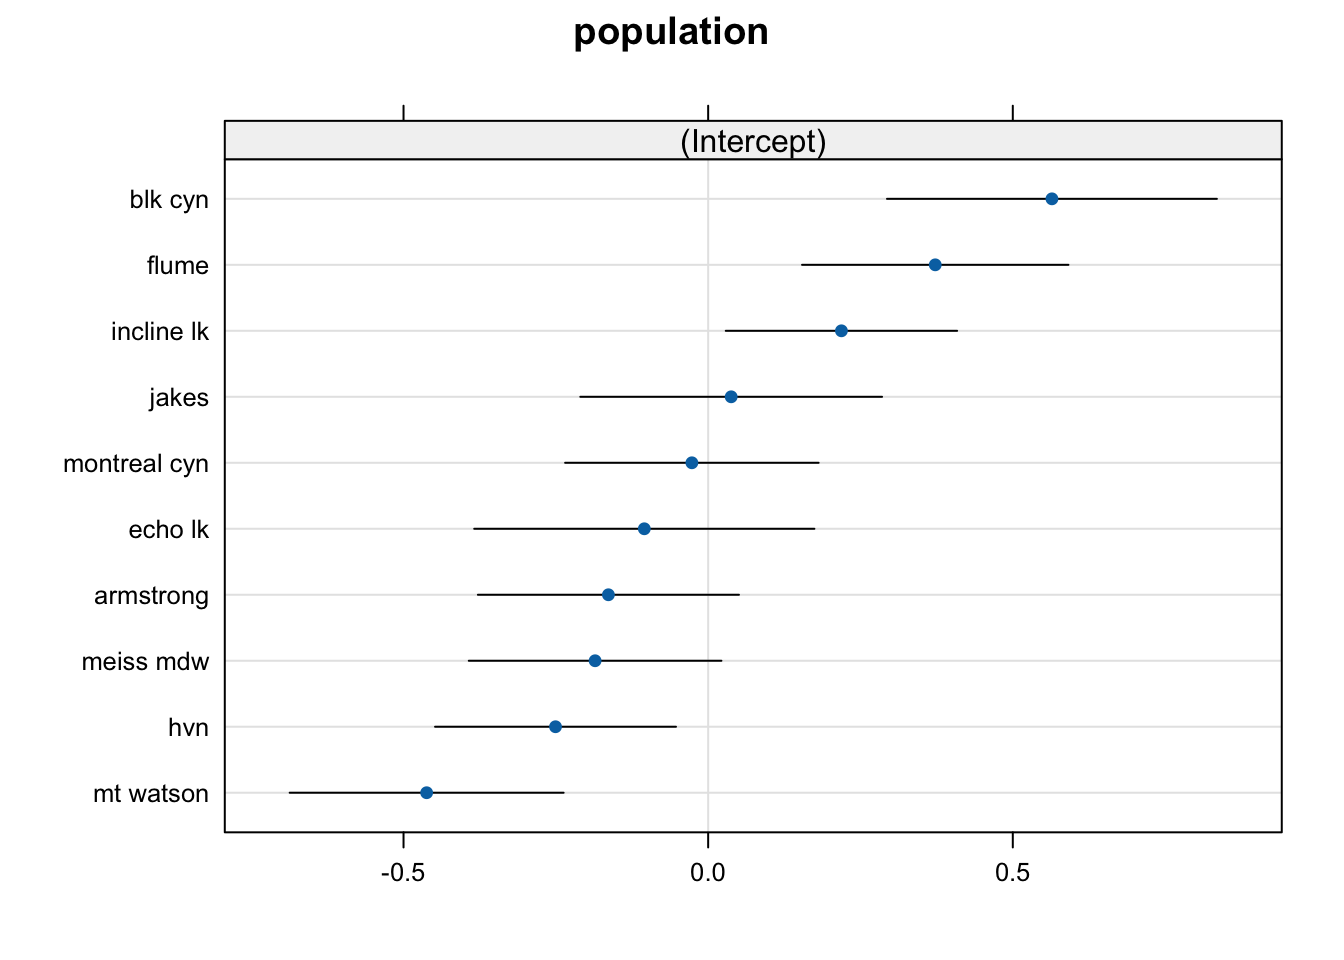 population
(Intercept)
blk cyn
flume
incline lk
jakes
montreal cyn
echo lk
armstrong
meiss mdw
hvn
mt watson
-0.5 0.0 0.5